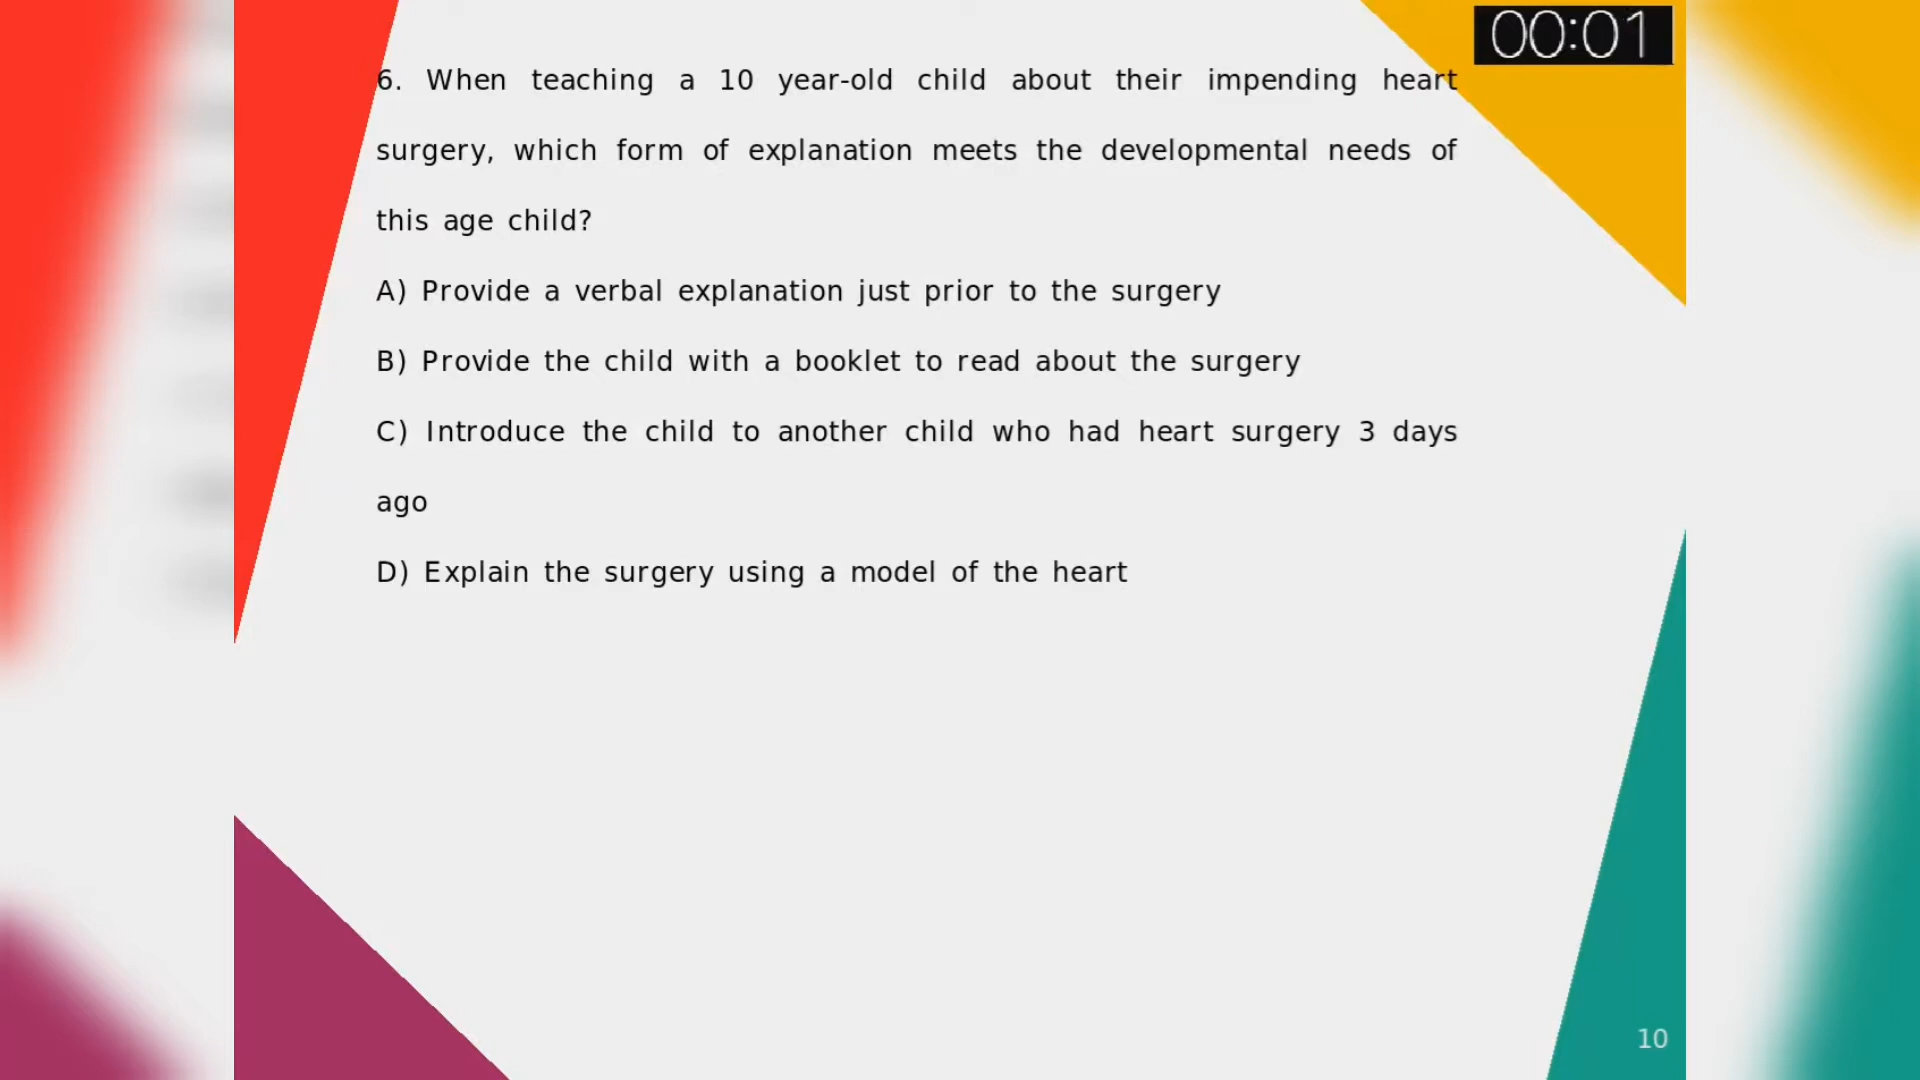 00:01
6. When teaching a 10 year-old child about their impending heart
surgery, which form of explanation meets the developmental needs of
this age child?
A) Provide a verbal explanation just prior to the surgery
B) Provide the child with a booklet to read about the surgery
C) Introduce the child to another child who had heart surgery 3 days
ago
D) Explain the surgery using a model of the heart
10